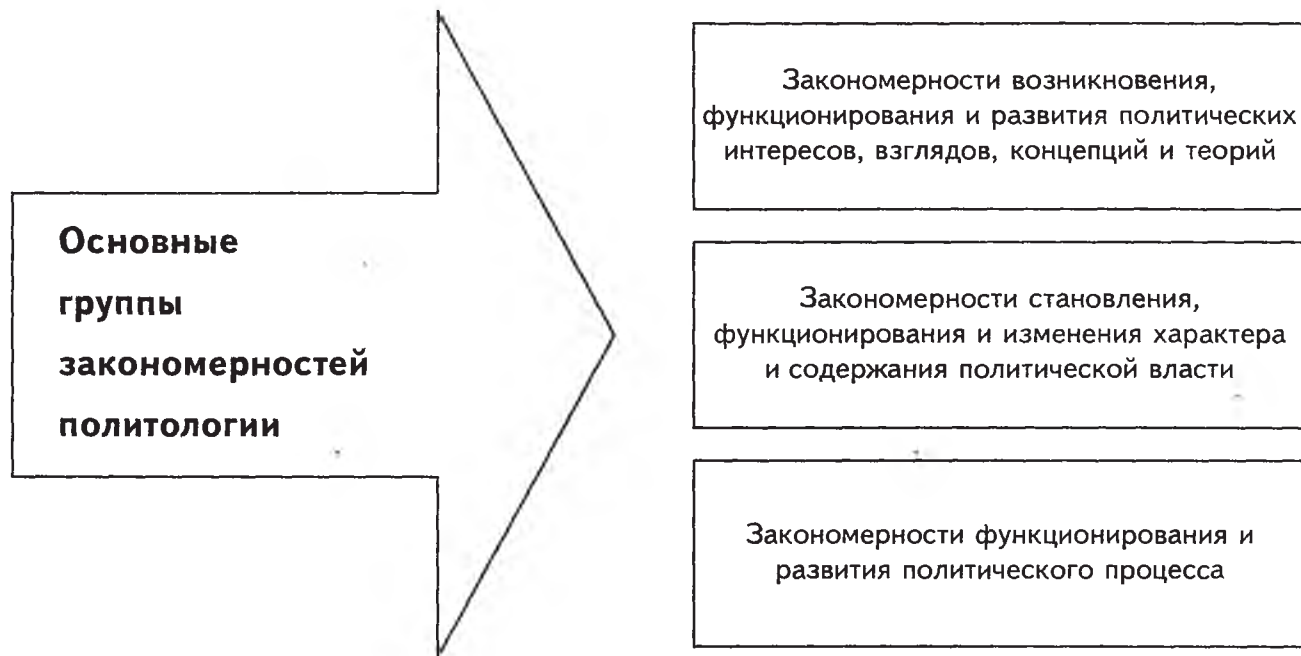 Основные
группы
закономерностей
политологии
Закономерности возникновения,
функционирования и развития политических
интересов, взглядов, концепций и теорий
Закономерности становления,
функционирования и изменения характера
и содержания политической власти
Закономерности функционирования и
развития политического процесса